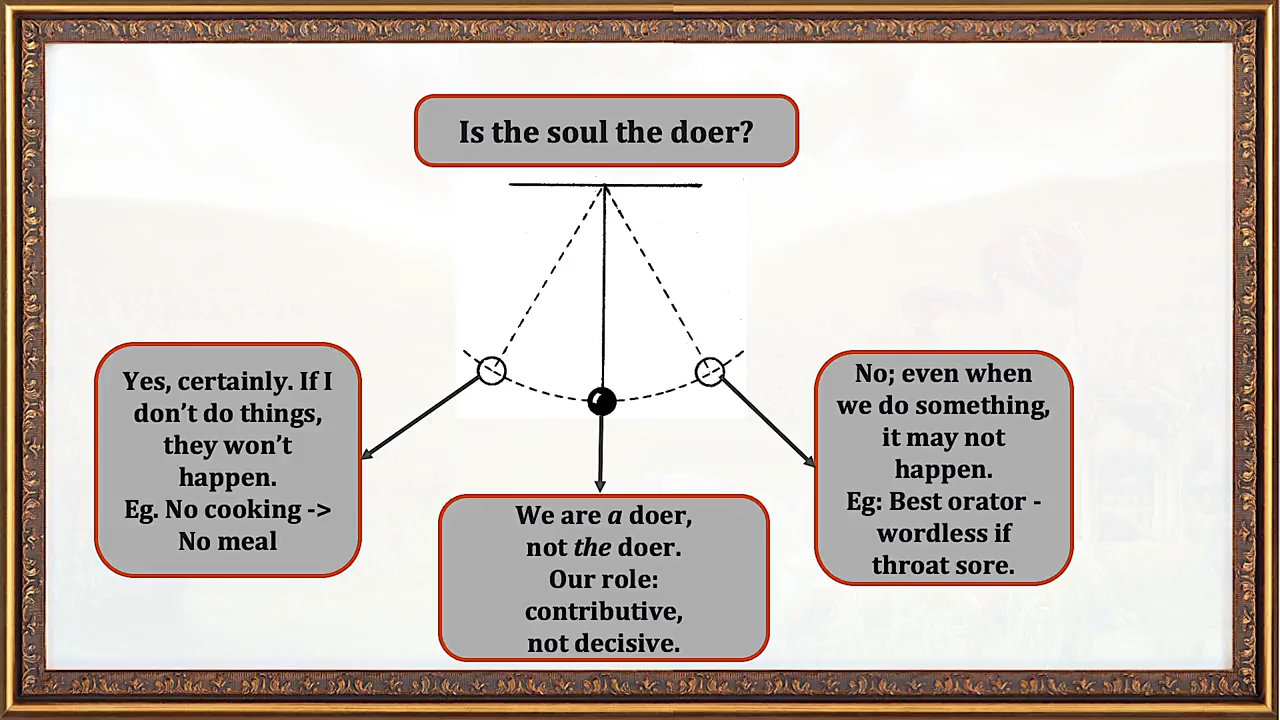 Is the soul the doer?
Yes, certainly. If I
don’t do things,
they won’t
happen.
Eg. No cooking ->
No meal
We are a doer,
not the doer.
Our role:
contributive,
not decisive.
No; even when
we do something,
it may not
happen.
Eg: Best orator -
wordless if
throat sore.